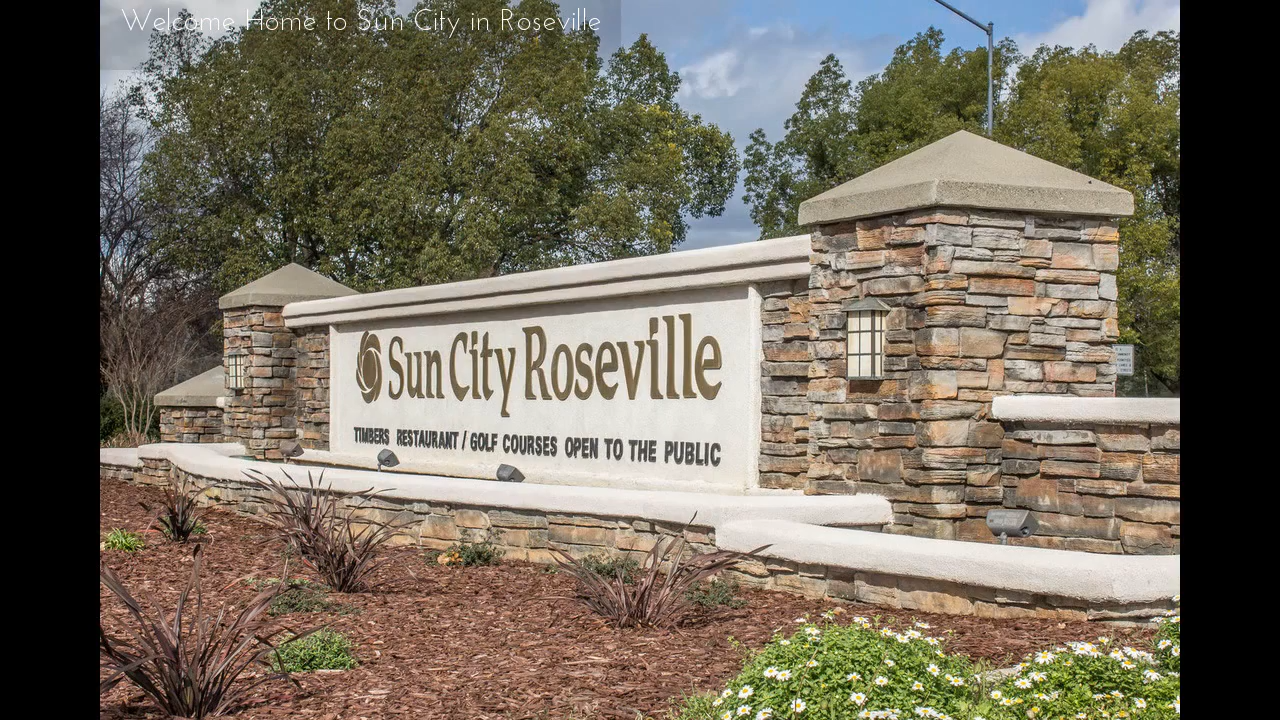 Welcome Home to Sun City in Roseville
Sun City Roseville
TIMBERS RESTAURANT / GOLF COURSES OPEN TO THE PUBLIC